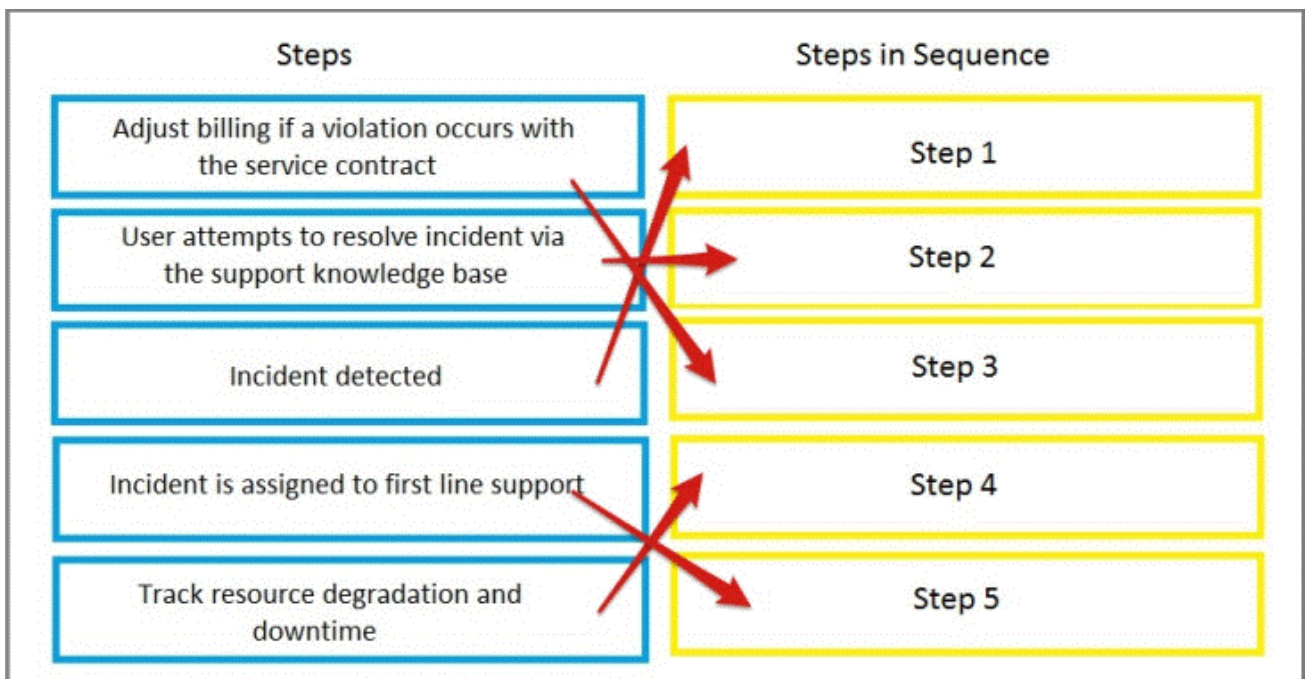 Steps
Steps in Sequence
Adjust billing if a violation occurs with
the service contract
Step 1
User attempts to resolve incident via
the support knowledge base
Step 2
Incident detected
Step 3
Incident is assigned to first line support
Step 4
Track resource degradation and
downtime
Step 5